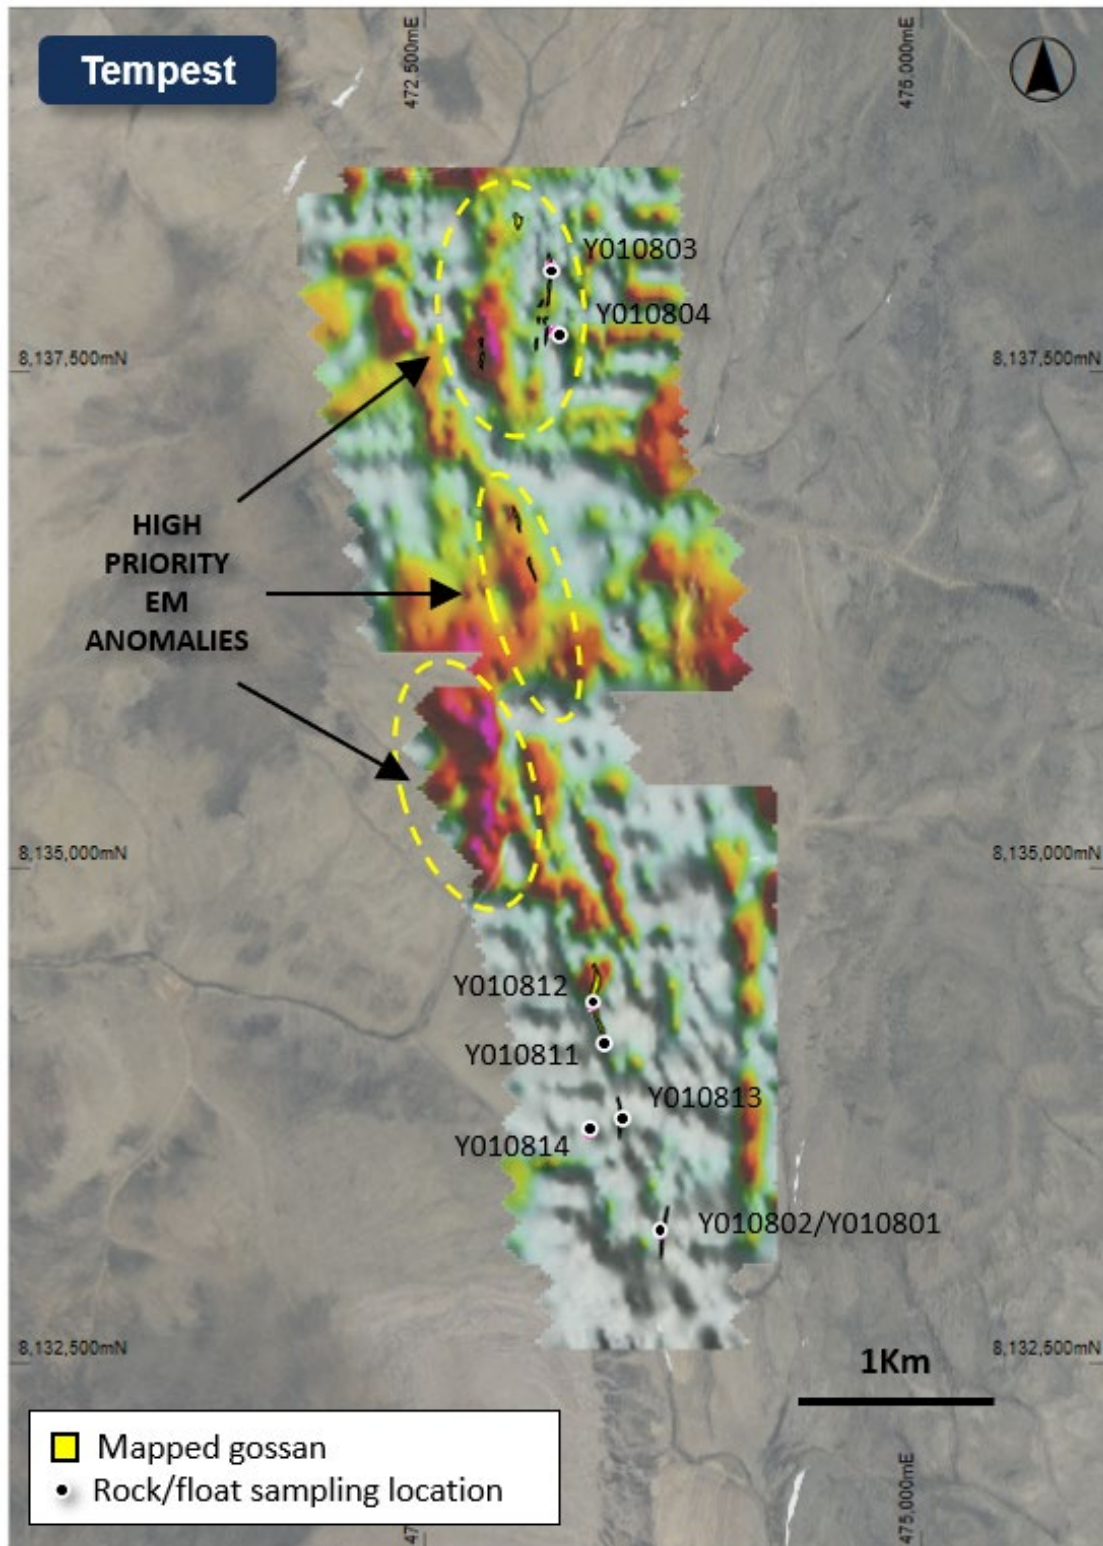 Tempest
472,500mE
475,000mE
Y010803
Y010804
8,137,500mN
8,137,500mN
HIGH
PRIORITY
EM
ANOMALIES
8,135,000mN
8,135,000mN
Y010812
Y010811
Y010813
Y010814
Y010802/Y010801
8,132,500mN
8,132,500mN
1Km
Mapped gossan
Rock/float sampling location
47
475,000mE